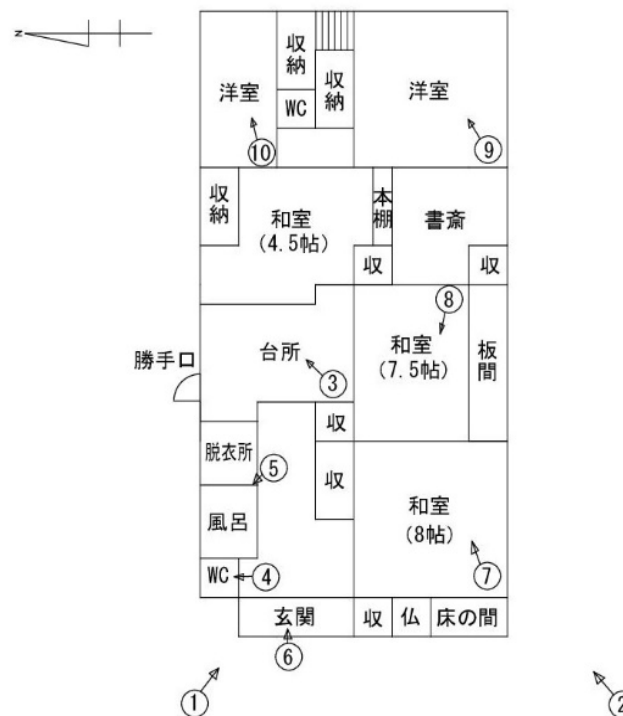 N
収納
洋室
WC
収納
洋室
⑩
⑨
収納
和室
(4.5帖)
本棚
書斎
収
収
⑧
勝手口
台所
③
和室
(7.5帖)
板間
収
脱衣所
⑤
収
風呂
和室
(8帖)
WC
④
⑦
玄関
収
仏
床の間
⑥
①
②